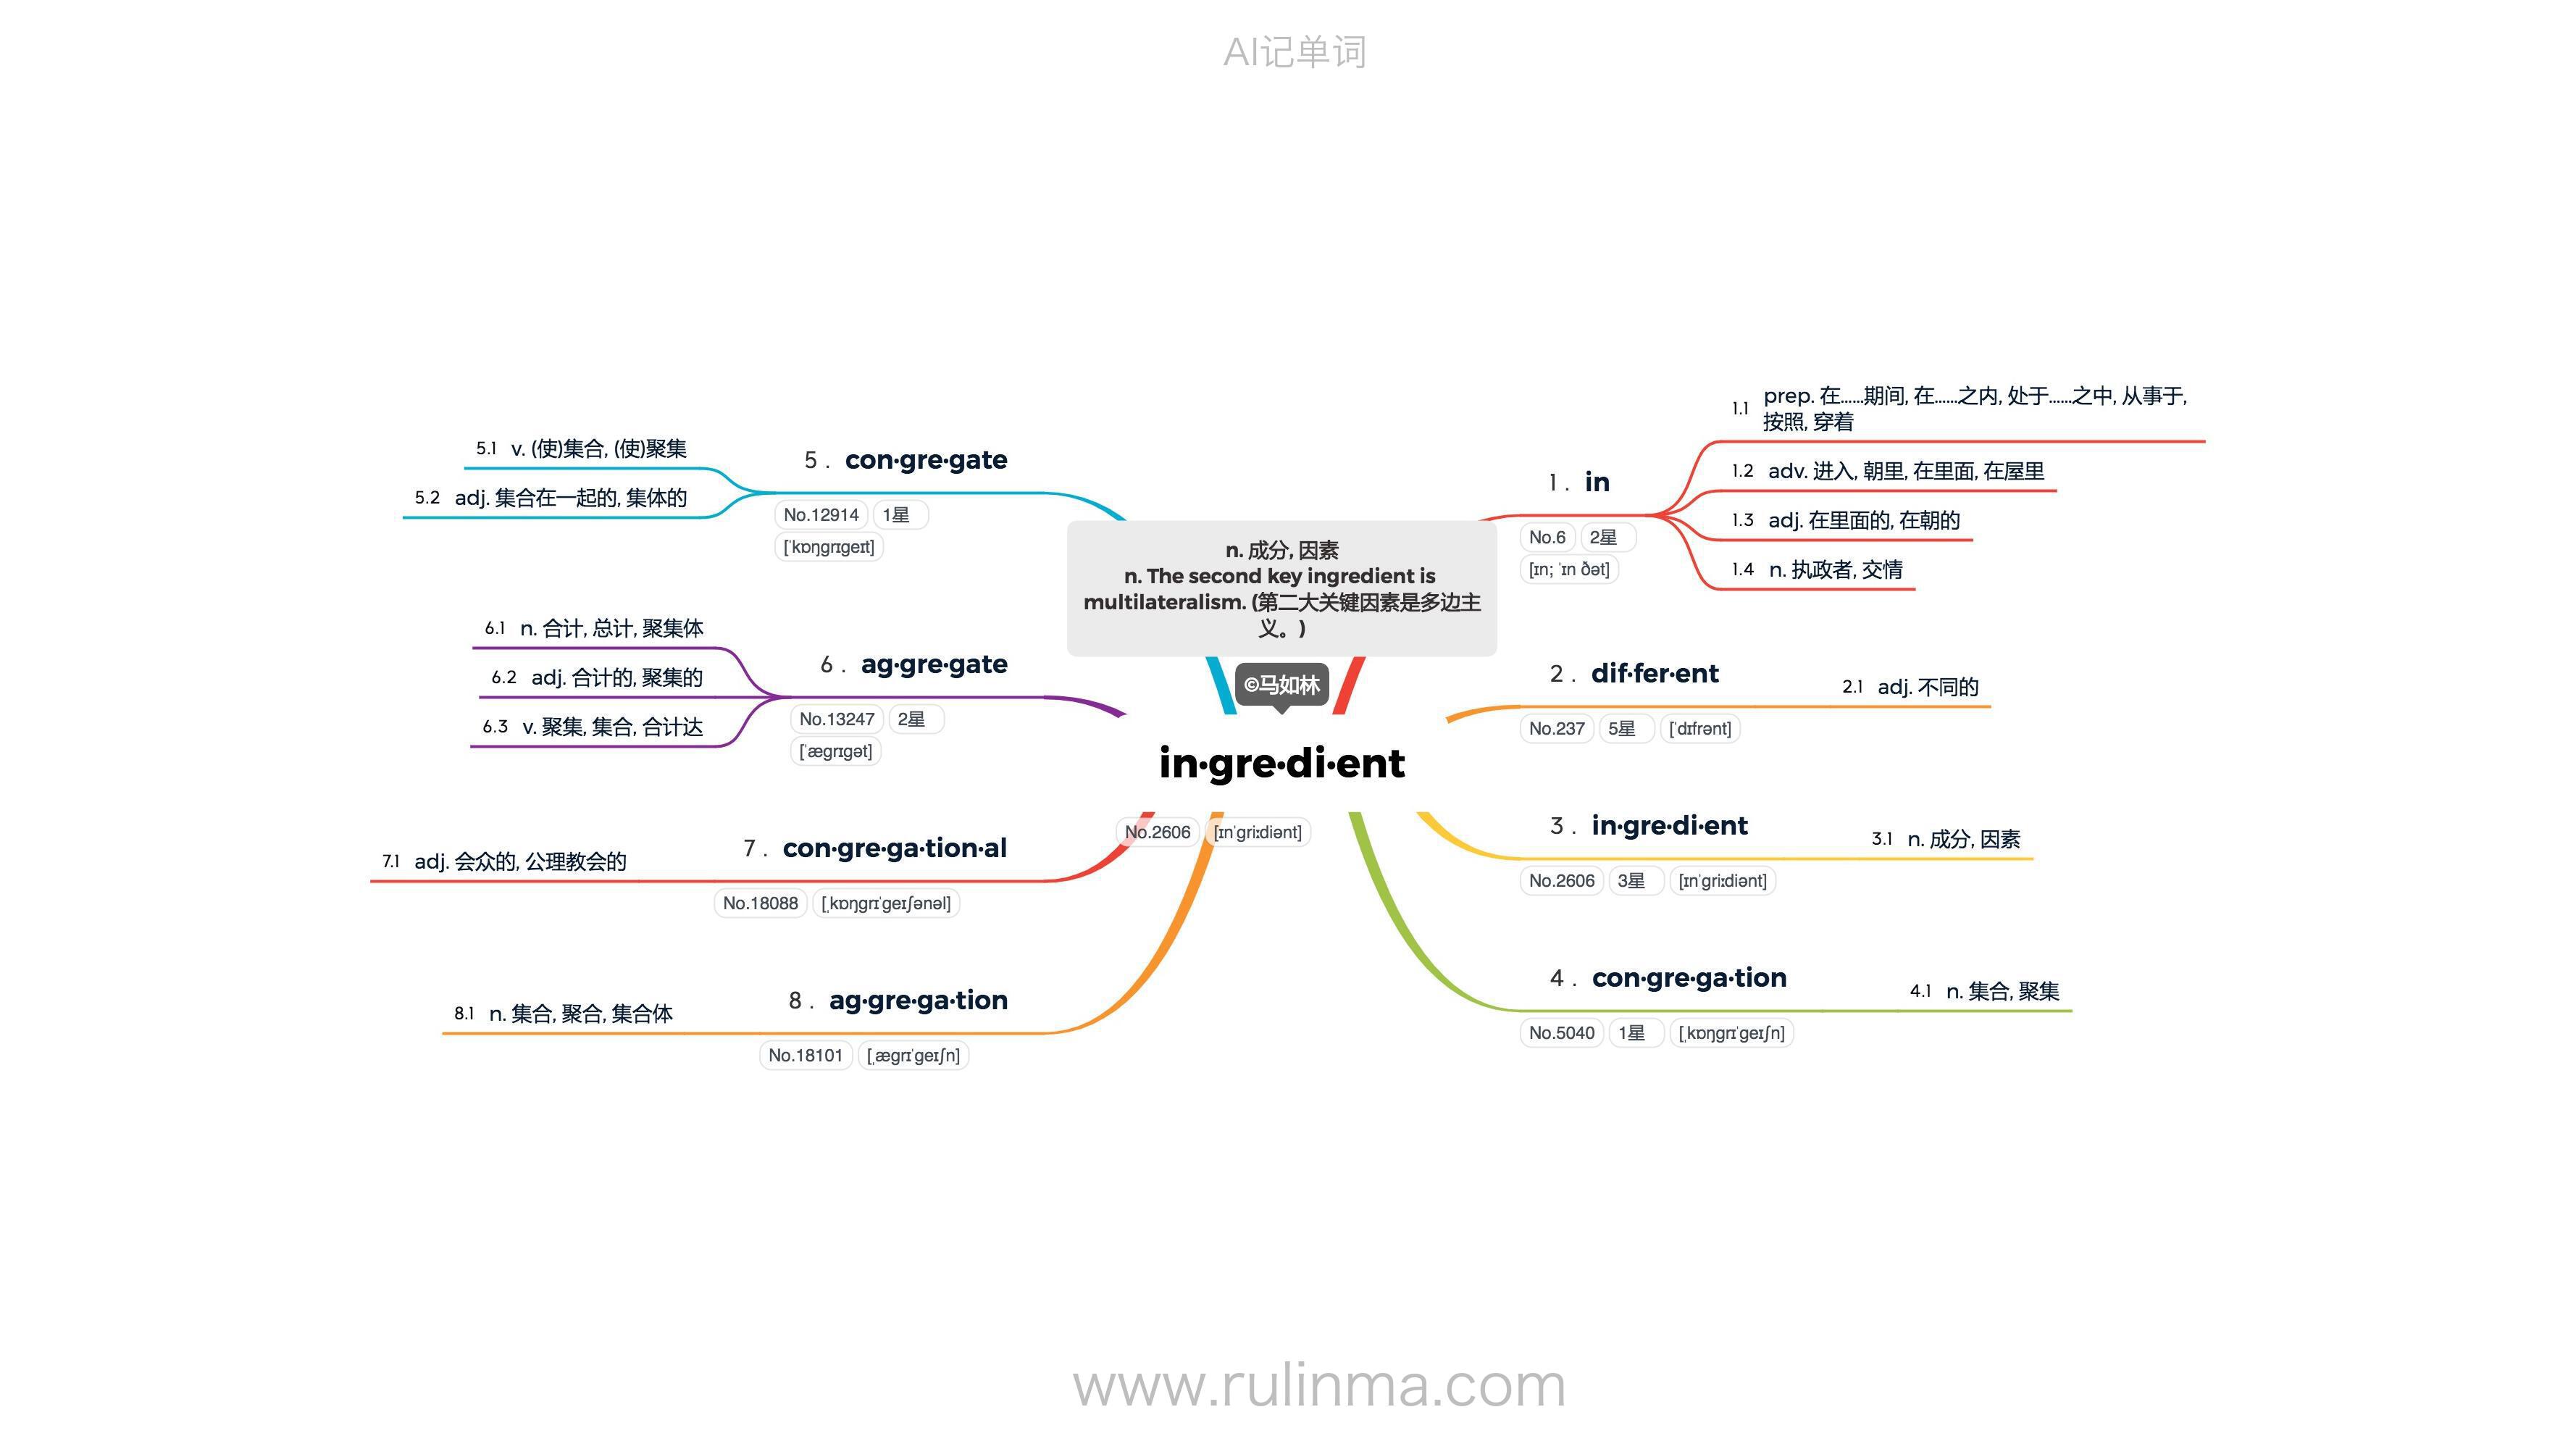 AI记单词
n. 成分, 因素
n. The second key ingredient is
multilateralism. (第二大关键因素是多边主
义。)
©马如林
in·gre·di·ent
No.2606 [ɪnˈɡriːdiənt]
1 . in
No.6 2星
[ɪn; ˈɪn ðət]
1.1 prep. 在……期间, 在……之内, 处于……之中, 从事于,
按照, 穿着
1.2 adv. 进入, 朝里, 在里面, 在屋里
1.3 adj. 在里面的, 在朝的
1.4 n. 执政者, 交情
2 . dif·fer·ent
No.237 5星 [ˈdɪfrənt]
2.1 adj. 不同的
3 . in·gre·di·ent
No.2606 3星 [ɪnˈɡriːdiənt]
3.1 n. 成分, 因素
4 . con·gre·ga·tion
No.5040 1星 [ˌkɒŋɡrɪˈɡeɪʃn]
4.1 n. 集合, 聚集
5 . con·gre·gate
No.12914 1星
[ˈkɒŋɡrɪɡeɪt]
5.1 v. (使)集合, (使)聚集
5.2 adj. 集合在一起的, 集体的
6 . ag·gre·gate
No.13247 2星
[ˈæɡrɪɡət]
6.1 n. 合计, 总计, 聚集体
6.2 adj. 合计的, 聚集的
6.3 v. 聚集, 集合, 合计达
7 . con·gre·ga·tion·al
No.18088 [ˌkɒŋɡrɪˈɡeɪʃənəl]
7.1 adj. 会众的, 公理教会的
8 . ag·gre·ga·tion
No.18101 [ˌæɡrɪˈɡeɪʃn]
8.1 n. 集合, 聚合, 集合体
www.rulinma.com